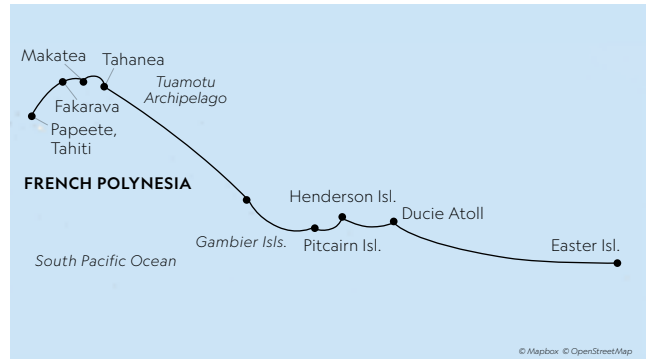 Makatea
Tahanea
Tuamotu
Archipelago
Fakarava
Papeete,
Tahiti
FRENCH POLYNESIA
Henderson Isl.
Ducie Atoll
Gambier Isls.
Pitcairn Isl.
Easter Isl.
South Pacific Ocean
© Mapbox © OpenStreetMap